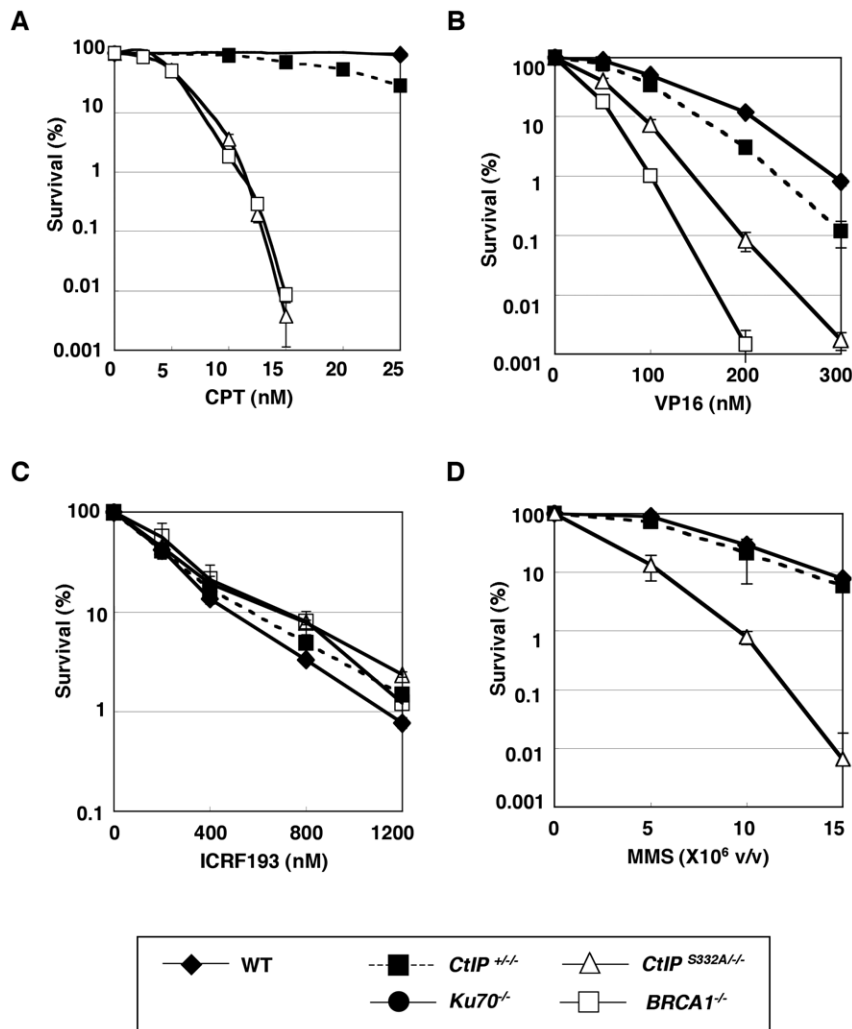 A
100
10
1
0.1
0.01
0.001
Survival (%)
0 5 10 15 20 25
CPT (nM)
B
100
10
1
0.1
0.01
0.001
Survival (%)
0 100 200 300
VP16 (nM)
C
100
10
1
0.1
Survival (%)
0 400 800 1200
ICRF193 (nM)
D
100
10
1
0.1
0.01
0.001
Survival (%)
0 5 10 15
MMS (X10⁶ v/v)
WT CtIP +/-/- CtIP S332A/-/-
Ku70-/- BRCA1-/-